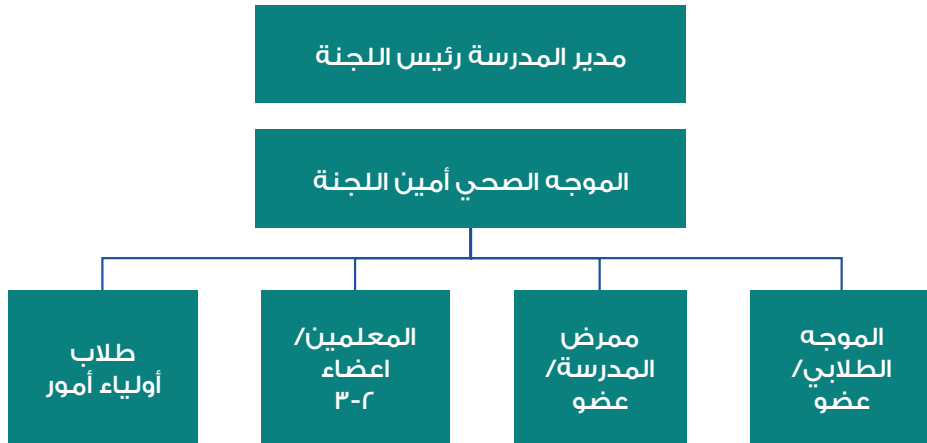 مدير المدرسة رئيس اللجنة
الموجه الصحي أمين اللجنة
الموجه
الطلابي/
عضو
ممرض
المدرسة/
عضو
المعلمين/
اعضاء
٢-٣
طلاب
أولياء أمور